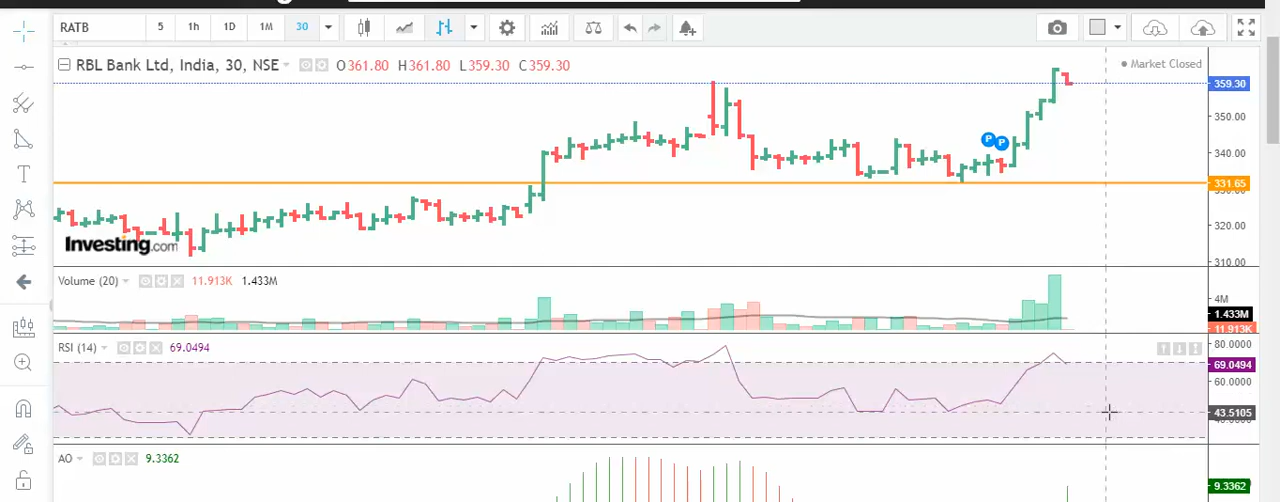 RATB 5 1h 1D 1M 30
RBL Bank Ltd, India, 30, NSE O361.80 H361.80 L359.30 C359.30
Market Closed
359.30
350.00
P P
340.00
331.65
320.00
Investing.com
310.00
Volume (20) 11.913K 1.433M
4M
1.433M
11.913K
RSI (14) 69.0494
80.0000
69.0494
60.0000
43.5105
AO 9.3362
9.3362
T